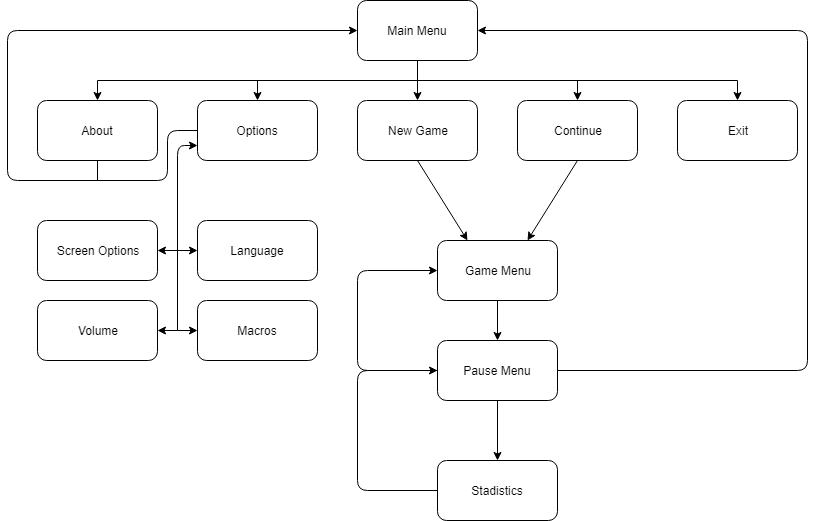 Main Menu
About
Options
New Game
Continue
Exit
Screen Options
Language
Game Menu
Volume
Macros
Pause Menu
Stadistics